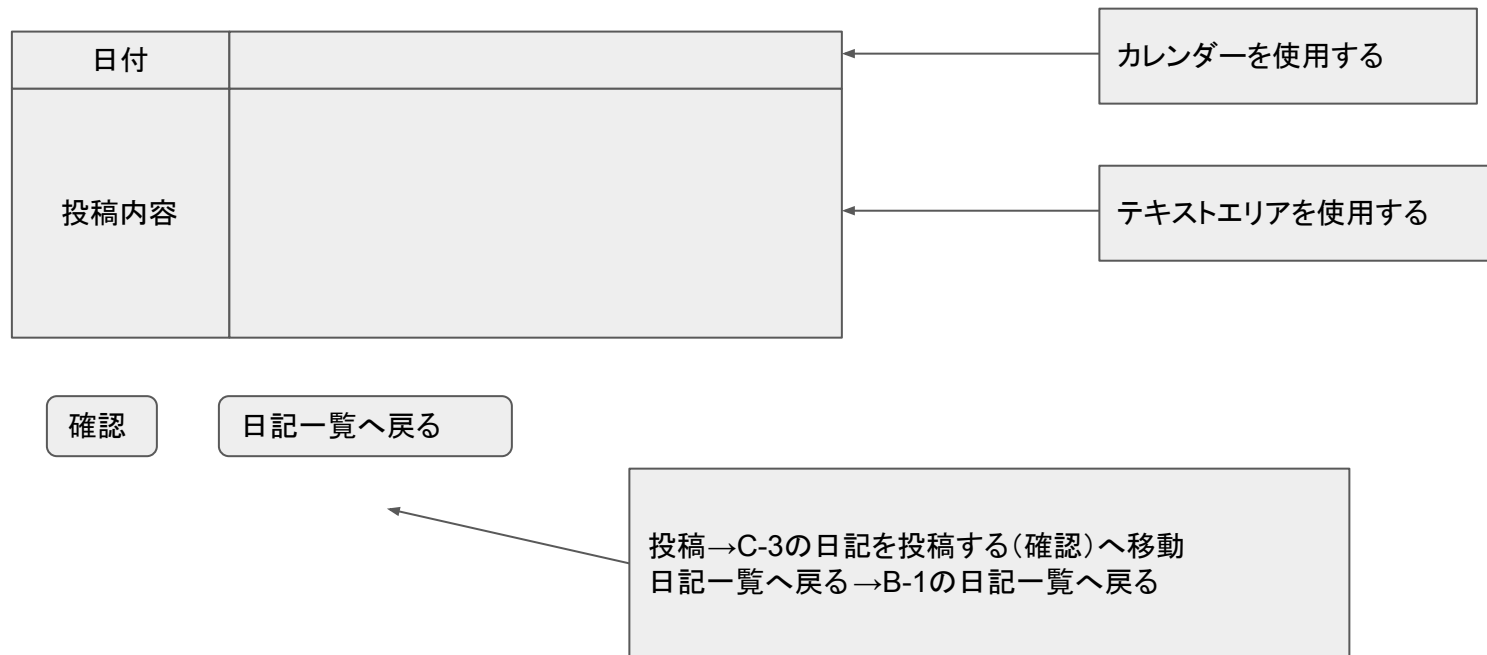 日付
カレンダーを使用する
投稿内容
テキストエリアを使用する
確認
日記一覧へ戻る
投稿→C-3の日記を投稿する（確認）へ移動
日記一覧へ戻る→B-1の日記一覧へ戻る